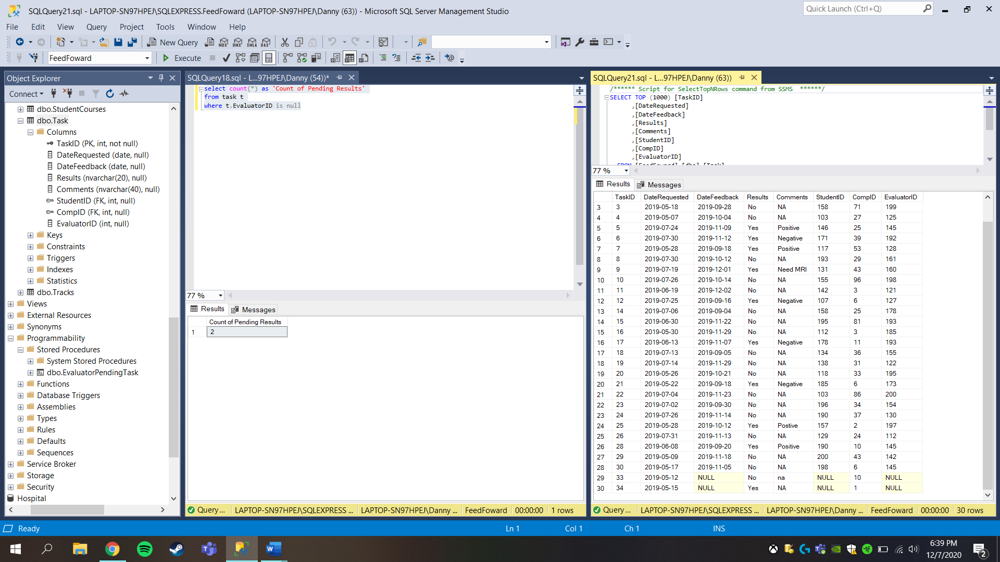 SQLQuery21.sql - LAPTOP-SN97HPEJ\SQLEXPRESS.FeedFoward (LAPTOP-SN97HPEJ\Danny (63)) - Microsoft SQL Server Management Studio
Quick Launch (Ctrl+Q)
File Edit View Query Project Tools Window Help
New Query
MDX DMX XMLA DAX
FeedFoward
Execute
Object Explorer
Connect
dbo.StudentCourses
dbo.Task
Columns
TaskID (PK, int, not null)
DateRequested (date, null)
DateFeedback (date, null)
Results (nvarchar(20), null)
Comments (nvarchar(40), null)
StudentID (FK, int, null)
CompID (FK, int, null)
EvaluatorID (int, null)
Keys
Constraints
Triggers
Indexes
Statistics
dbo.Tracks
Views
External Resources
Synonyms
Programmability
Stored Procedures
System Stored Procedures
dbo.EvaluatorPendingTask
Functions
Database Triggers
Assemblies
Types
Rules
Defaults
Sequences
Service Broker
Storage
Security
Hospital
SQLQuery18.sql - L...97HPEJ\Danny (54))*
select count(*) as 'Count of Pending Results'
from task t
where t.EvaluatorID is null
77 %
Results Messages
Count of Pending Results
1 2
Query... LAPTOP-SN97HPEJ\SQLEXPRESS ... LAPTOP-SN97HPEJ\Danny ... FeedFoward 00:00:00 1 rows
SQLQuery21.sql - L...97HPEJ\Danny (63))
/****** Script for SelectTopNRows command from SSMS ******/
SELECT TOP (1000) [TaskID]
,[DateRequested]
,[DateFeedback]
,[Results]
,[Comments]
,[StudentID]
,[CompID]
,[EvaluatorID]
FROM [FeedFoward].[dbo].[Task]
77 %
Results Messages
TaskID DateRequested DateFeedback Results Comments StudentID CompID EvaluatorID
3 3 2019-05-18 2019-09-28 No NA 158 71 199
4 4 2019-05-07 2019-10-04 No NA 103 27 125
5 5 2019-07-24 2019-11-09 Yes Positive 146 25 145
6 6 2019-07-30 2019-11-12 Yes Negative 171 39 192
7 7 2019-05-28 2019-09-18 Yes Positive 117 53 128
8 8 2019-07-30 2019-10-12 No NA 193 29 161
9 9 2019-07-19 2019-12-01 Yes Need MRI 131 43 160
10 10 2019-07-26 2019-10-14 No NA 155 96 198
11 11 2019-06-19 2019-12-02 No NA 142 3 121
12 12 2019-07-25 2019-09-16 Yes Negative 107 6 127
13 14 2019-07-06 2019-09-04 No NA 158 25 178
14 15 2019-06-30 2019-11-22 No NA 195 81 193
15 16 2019-05-30 2019-11-29 No NA 112 3 185
16 17 2019-06-13 2019-11-07 Yes Negative 178 11 193
17 18 2019-07-13 2019-09-05 No NA 134 36 155
18 19 2019-07-14 2019-11-29 No NA 138 31 122
19 20 2019-05-26 2019-10-21 No NA 118 33 195
20 21 2019-05-22 2019-09-18 Yes Negative 185 6 173
21 22 2019-07-04 2019-11-23 No NA 103 86 200
22 23 2019-07-02 2019-09-30 No NA 196 34 154
23 24 2019-07-26 2019-11-14 No NA 190 37 130
24 25 2019-05-28 2019-10-12 Yes Postive 157 2 197
25 26 2019-07-31 2019-11-13 No NA 129 24 112
26 28 2019-06-08 2019-09-20 Yes Positive 190 10 145
27 29 2019-05-09 2019-11-18 No NA 200 43 142
28 30 2019-05-17 2019-11-05 No NA 198 6 145
29 33 2019-05-12 NULL No na NULL 10 NULL
30 34 2019-05-15 NULL Yes NA NULL 1 NULL
Query... LAPTOP-SN97HPEJ\SQLEXPRESS ... LAPTOP-SN97HPEJ\Danny ... FeedFoward 00:00:00 30 rows
Ready Ln 1 Col 1 Ch 1 INS
6:39 PM
12/7/2020
2